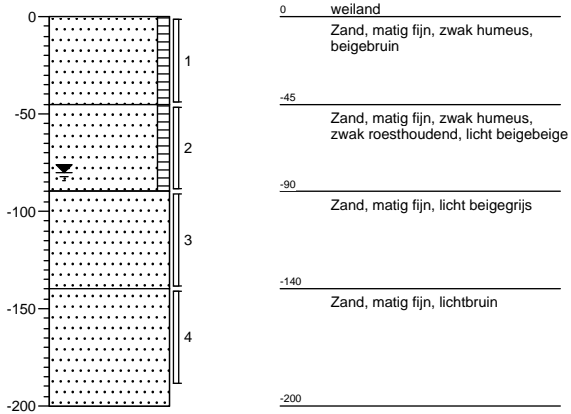 0
-50
-100
-150
-200
1
2
3
4
0 weiland
Zand, matig fijn, zwak humeus,
beigebruin
-45
Zand, matig fijn, zwak humeus,
zwak roesthoudend, licht beigebeige
-90
Zand, matig fijn, licht beigegrijs
-140
Zand, matig fijn, lichtbruin
-200